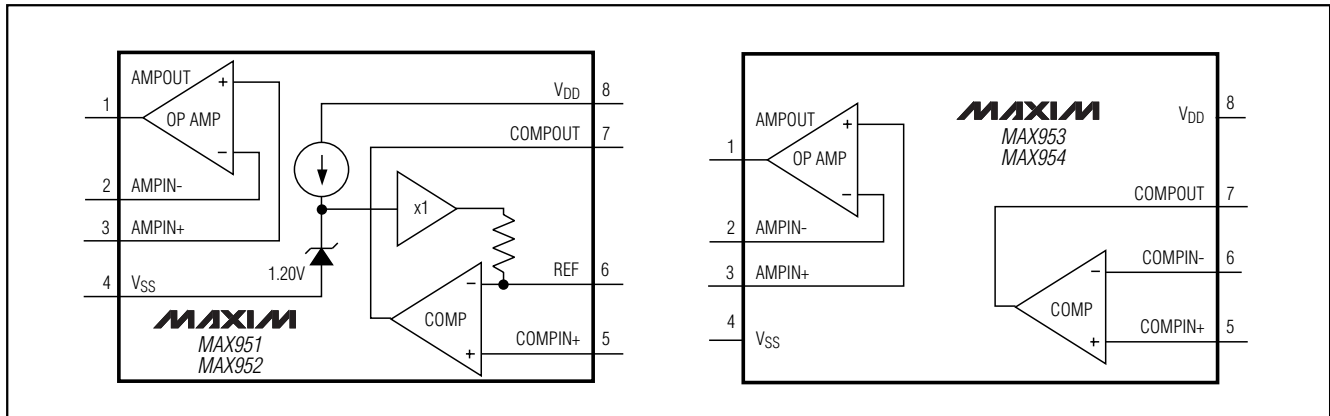 AMPOUT
+
1
OP AMP
−
2
AMPIN-
3
AMPIN+
4
VSS
1.20V
VDD
8
COMPOUT
7
x1
REF
6
−
COMP
+
COMPIN+
5
MAXIM
MAX951
MAX952
AMPOUT
+
1
OP AMP
−
2
AMPIN-
3
AMPIN+
4
VSS
MAXIM
MAX953
MAX954
VDD
8
COMPOUT
7
COMPIN-
6
−
COMP
+
COMPIN+
5